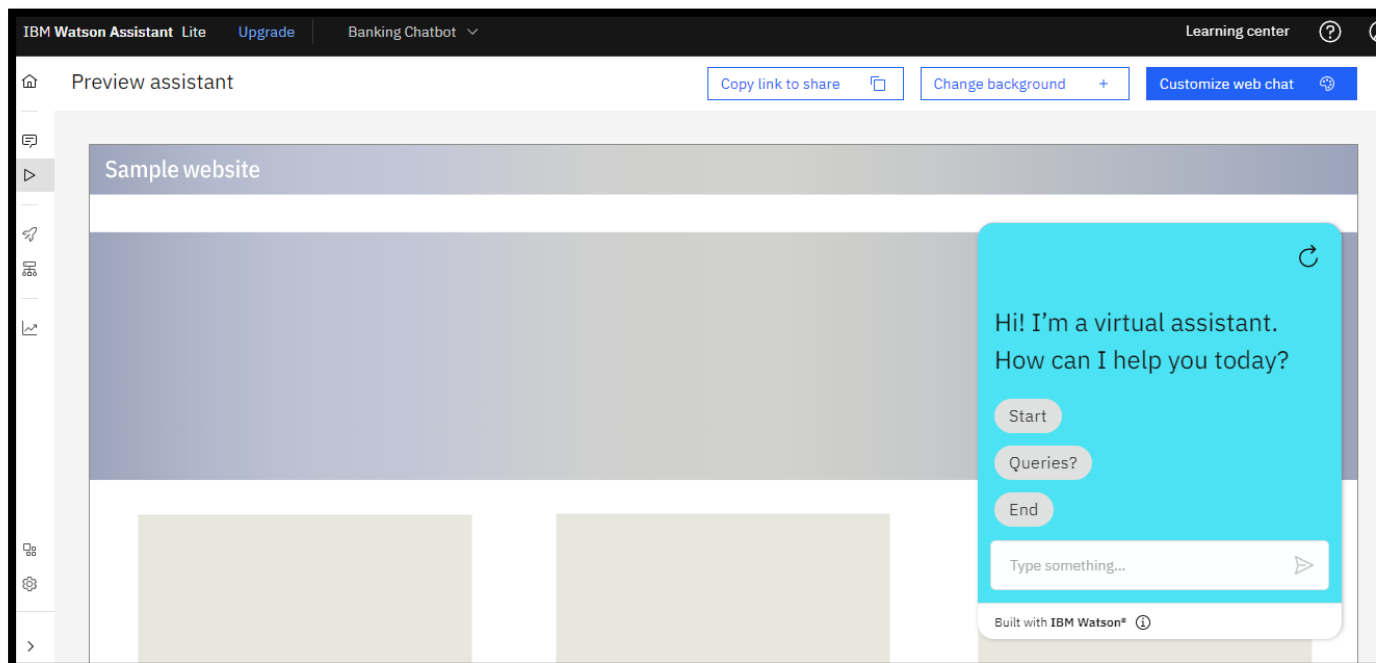 IBM Watson Assistant Lite Upgrade Banking Chatbot Learning center
Preview assistant Copy link to share Change background + Customize web chat
Sample website
Hi! I’m a virtual assistant.
How can I help you today?
Start
Queries?
End
Type something...
Built with IBM Watson®